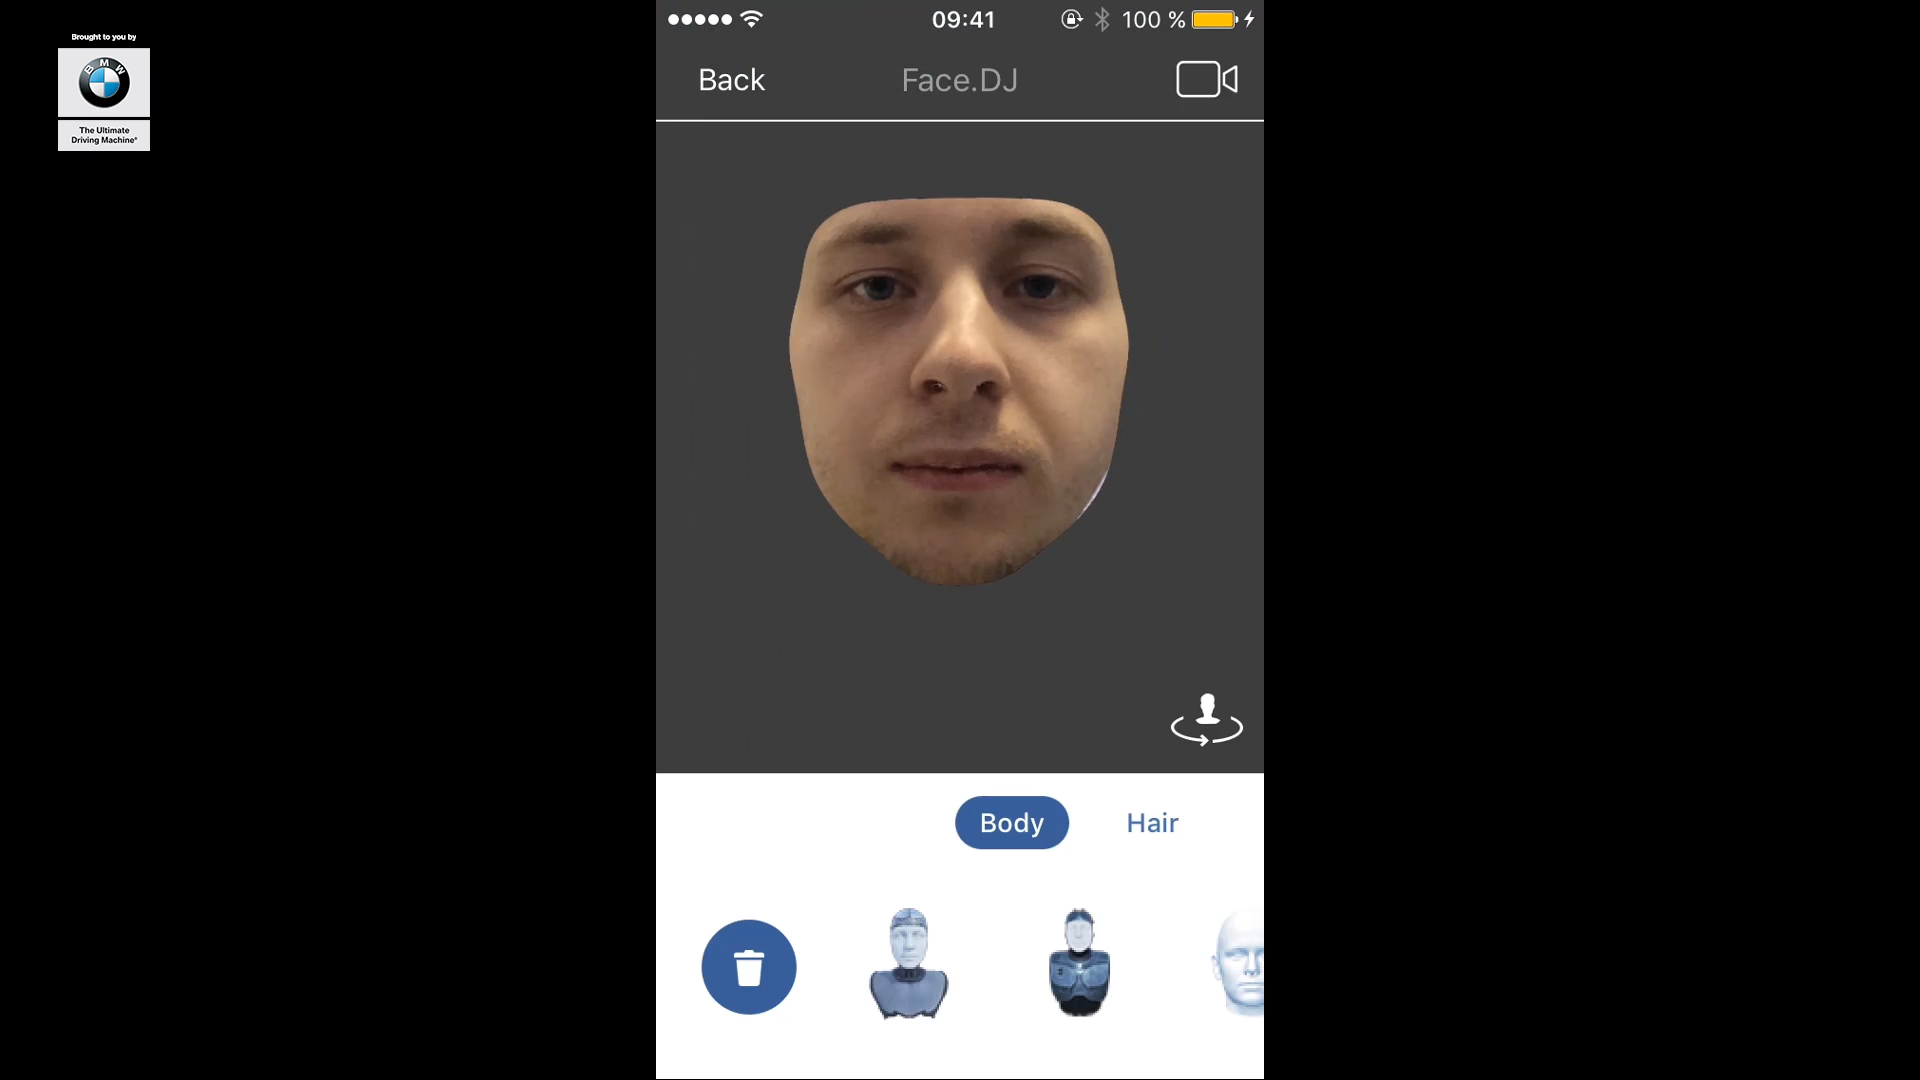 Brought to you by
BMW
The Ultimate
Driving Machine®
09:41
100 %
Back
Face.DJ
Body
Hair